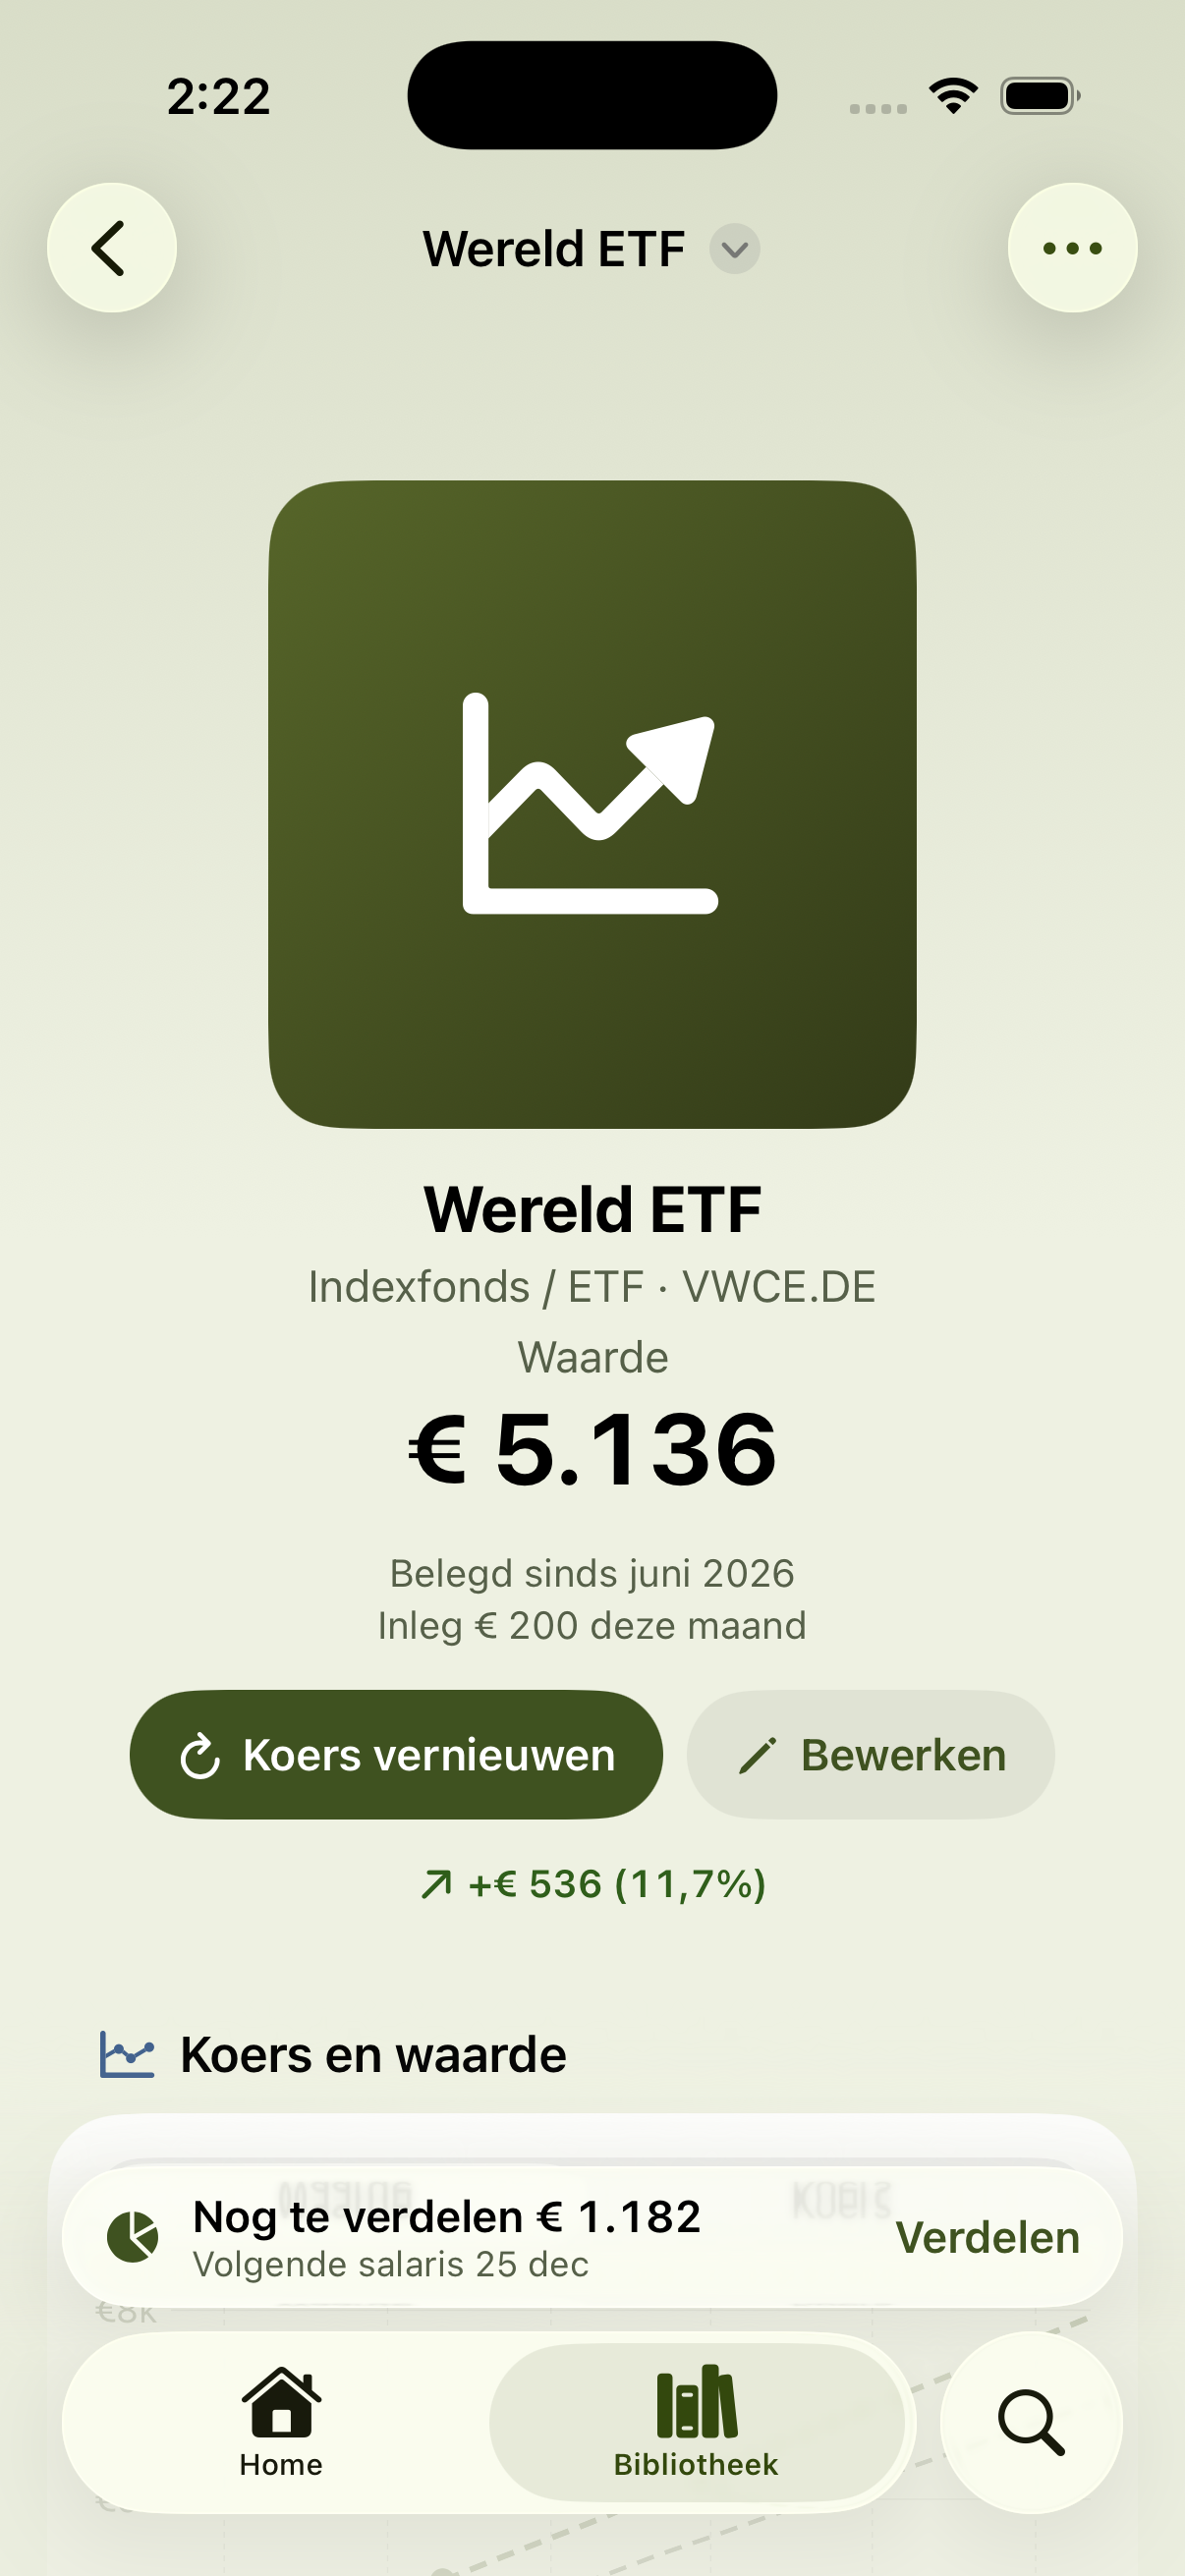 2:22
Wereld ETF
Wereld ETF
Indexfonds / ETF · VWCE.DE
Waarde
€ 5.136
Belegd sinds juni 2026
Inleg € 200 deze maand
Koers vernieuwen
Bewerken
+€ 536 (11,7%)
Koers en waarde
Nog te verdelen € 1.182
Volgende salaris 25 dec
Verdelen
€8k
Home
Bibliotheek